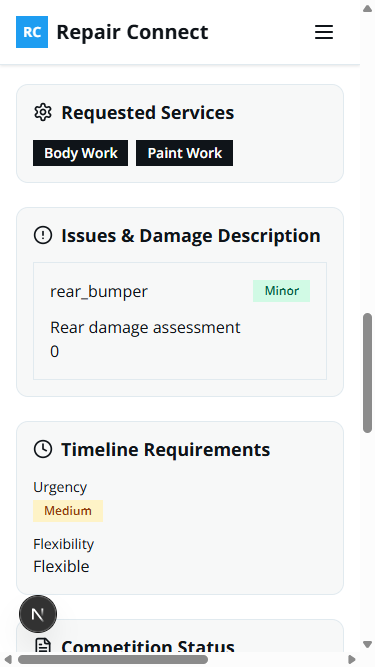 RC Repair Connect
Requested Services
Body Work Paint Work
Issues & Damage Description
rear_bumper Minor
Rear damage assessment
0
Timeline Requirements
Urgency
Medium
Flexibility
Flexible
N
Competition Status